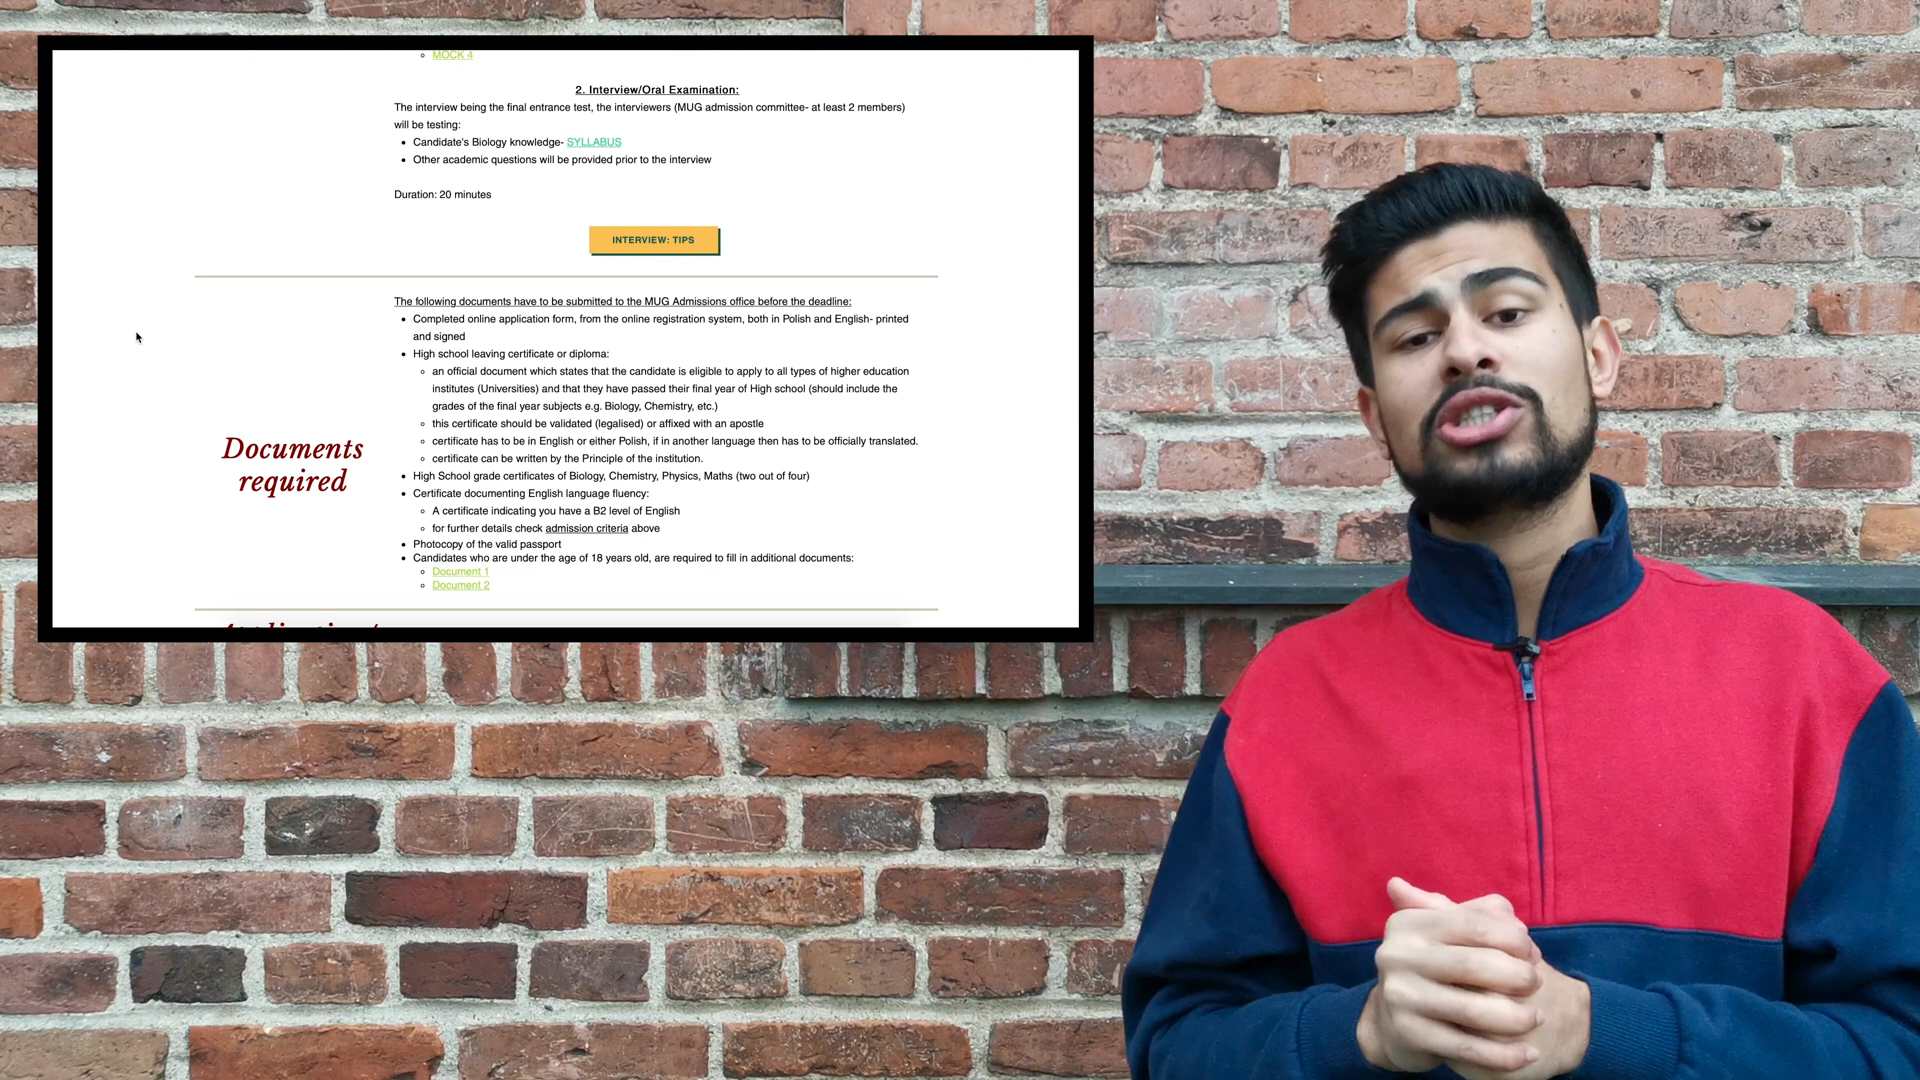 MOCK 4
2. Interview/Oral Examination:
The interview being the final entrance test, the interviewers (MUG admission committee- at least 2 members)
will be testing:
Candidate's Biology knowledge- SYLLABUS
Other academic questions will be provided prior to the interview
Duration: 20 minutes
INTERVIEW: TIPS
Documents
required
The following documents have to be submitted to the MUG Admissions office before the deadline:
Completed online application form, from the online registration system, both in Polish and English- printed
and signed
High school leaving certificate or diploma:
an official document which states that the candidate is eligible to apply to all types of higher education
institutes (Universities) and that they have passed their final year of High school (should include the
grades of the final year subjects e.g. Biology, Chemistry, etc.)
this certificate should be validated (legalised) or affixed with an apostle
certificate has to be in English or either Polish, if in another language then has to be officially translated.
certificate can be written by the Principle of the institution.
High School grade certificates of Biology, Chemistry, Physics, Maths (two out of four)
Certificate documenting English language fluency:
A certificate indicating you have a B2 level of English
for further details check admission criteria above
Photocopy of the valid passport
Candidates who are under the age of 18 years old, are required to fill in additional documents:
Document 1
Document 2